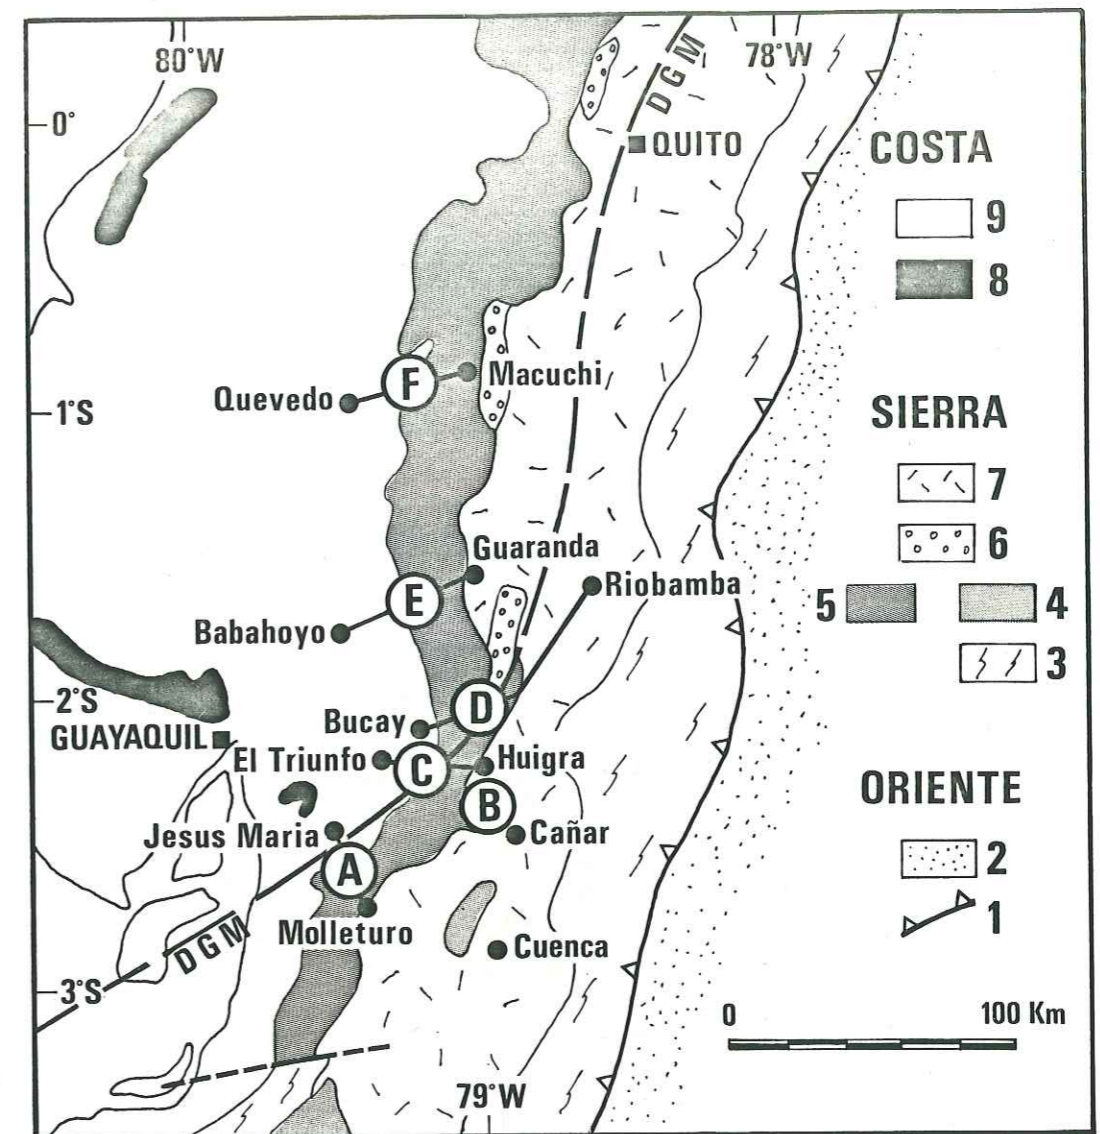 80°W
78°W
DGM
0°
QUITO
COSTA
9
8
F
Macuchi
Quevedo
1°S
SIERRA
7
6
Guaranda
Riobamba
5
4
E
Babahoyo
3
2°S
D
Bucay
GUAYAQUIL
El Triunfo
Huigra
C
B
ORIENTE
Jesus Maria
Cañar
2
A
1
Molleturo
Cuenca
DGM
3°S
0
100 Km
79°W